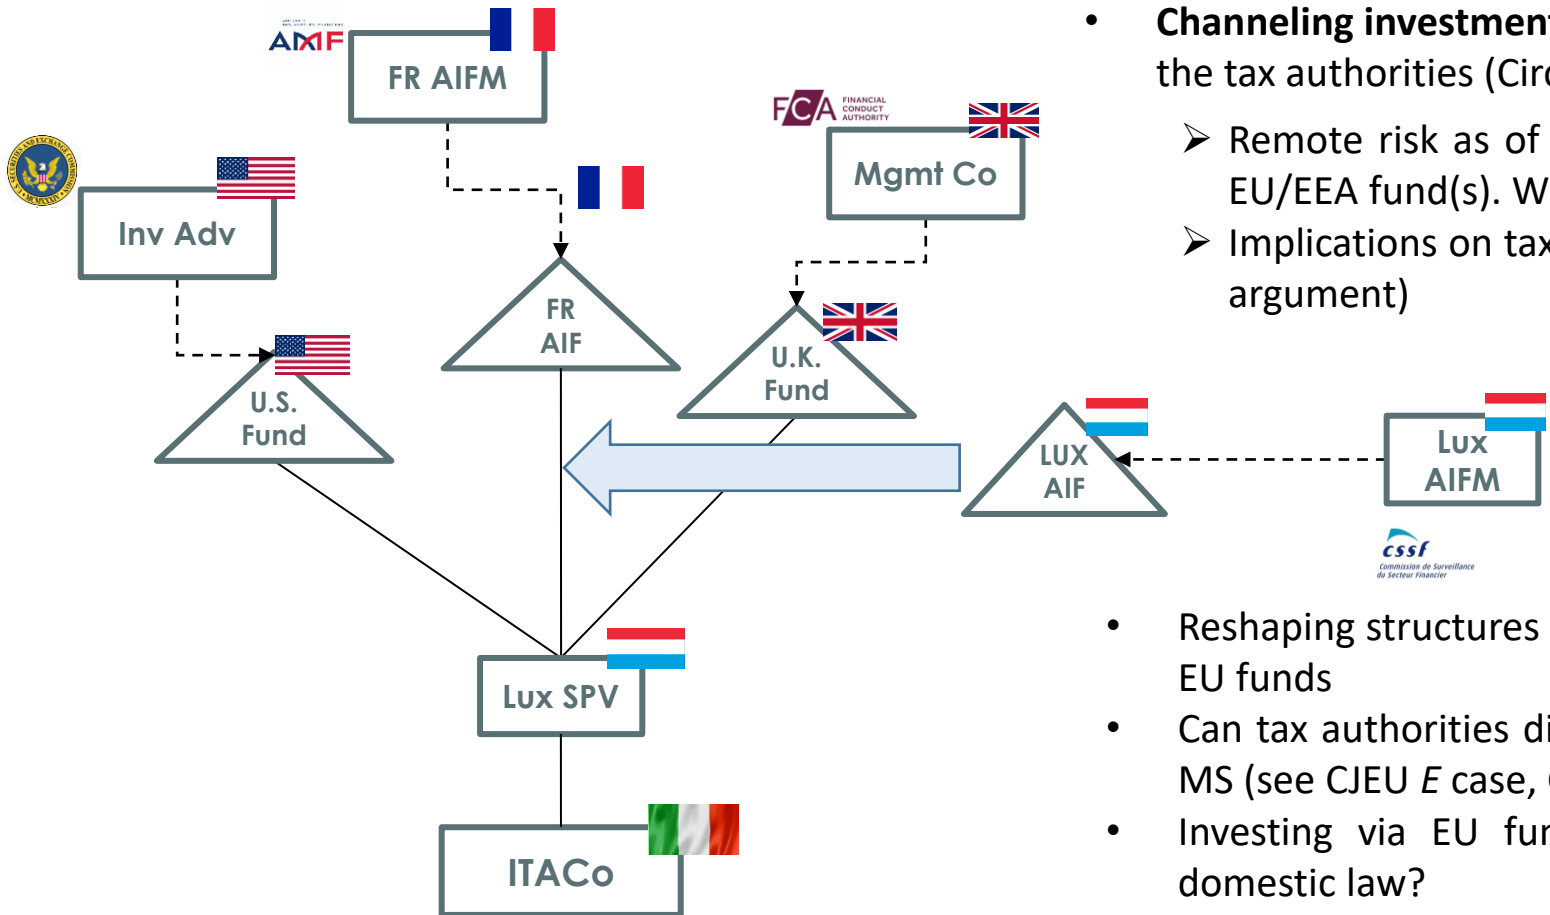 AMF
FR AIFM
FCA FINANCIAL
CONDUCT
AUTHORITY
Mgmt Co
Inv Adv
FR
AIF
U.K.
Fund
U.S.
Fund
LUX
AIF
Lux
AIFM
cssf
Commission de Surveillance
du Secteur Financier
Lux SPV
ITACo
• Channeling investment
the tax authorities (Circ
➢ Remote risk as of
EU/EEA fund(s). W
➢ Implications on tax
argument)
• Reshaping structures
EU funds
• Can tax authorities di
MS (see CJEU E case,
• Investing via EU fun
domestic law?